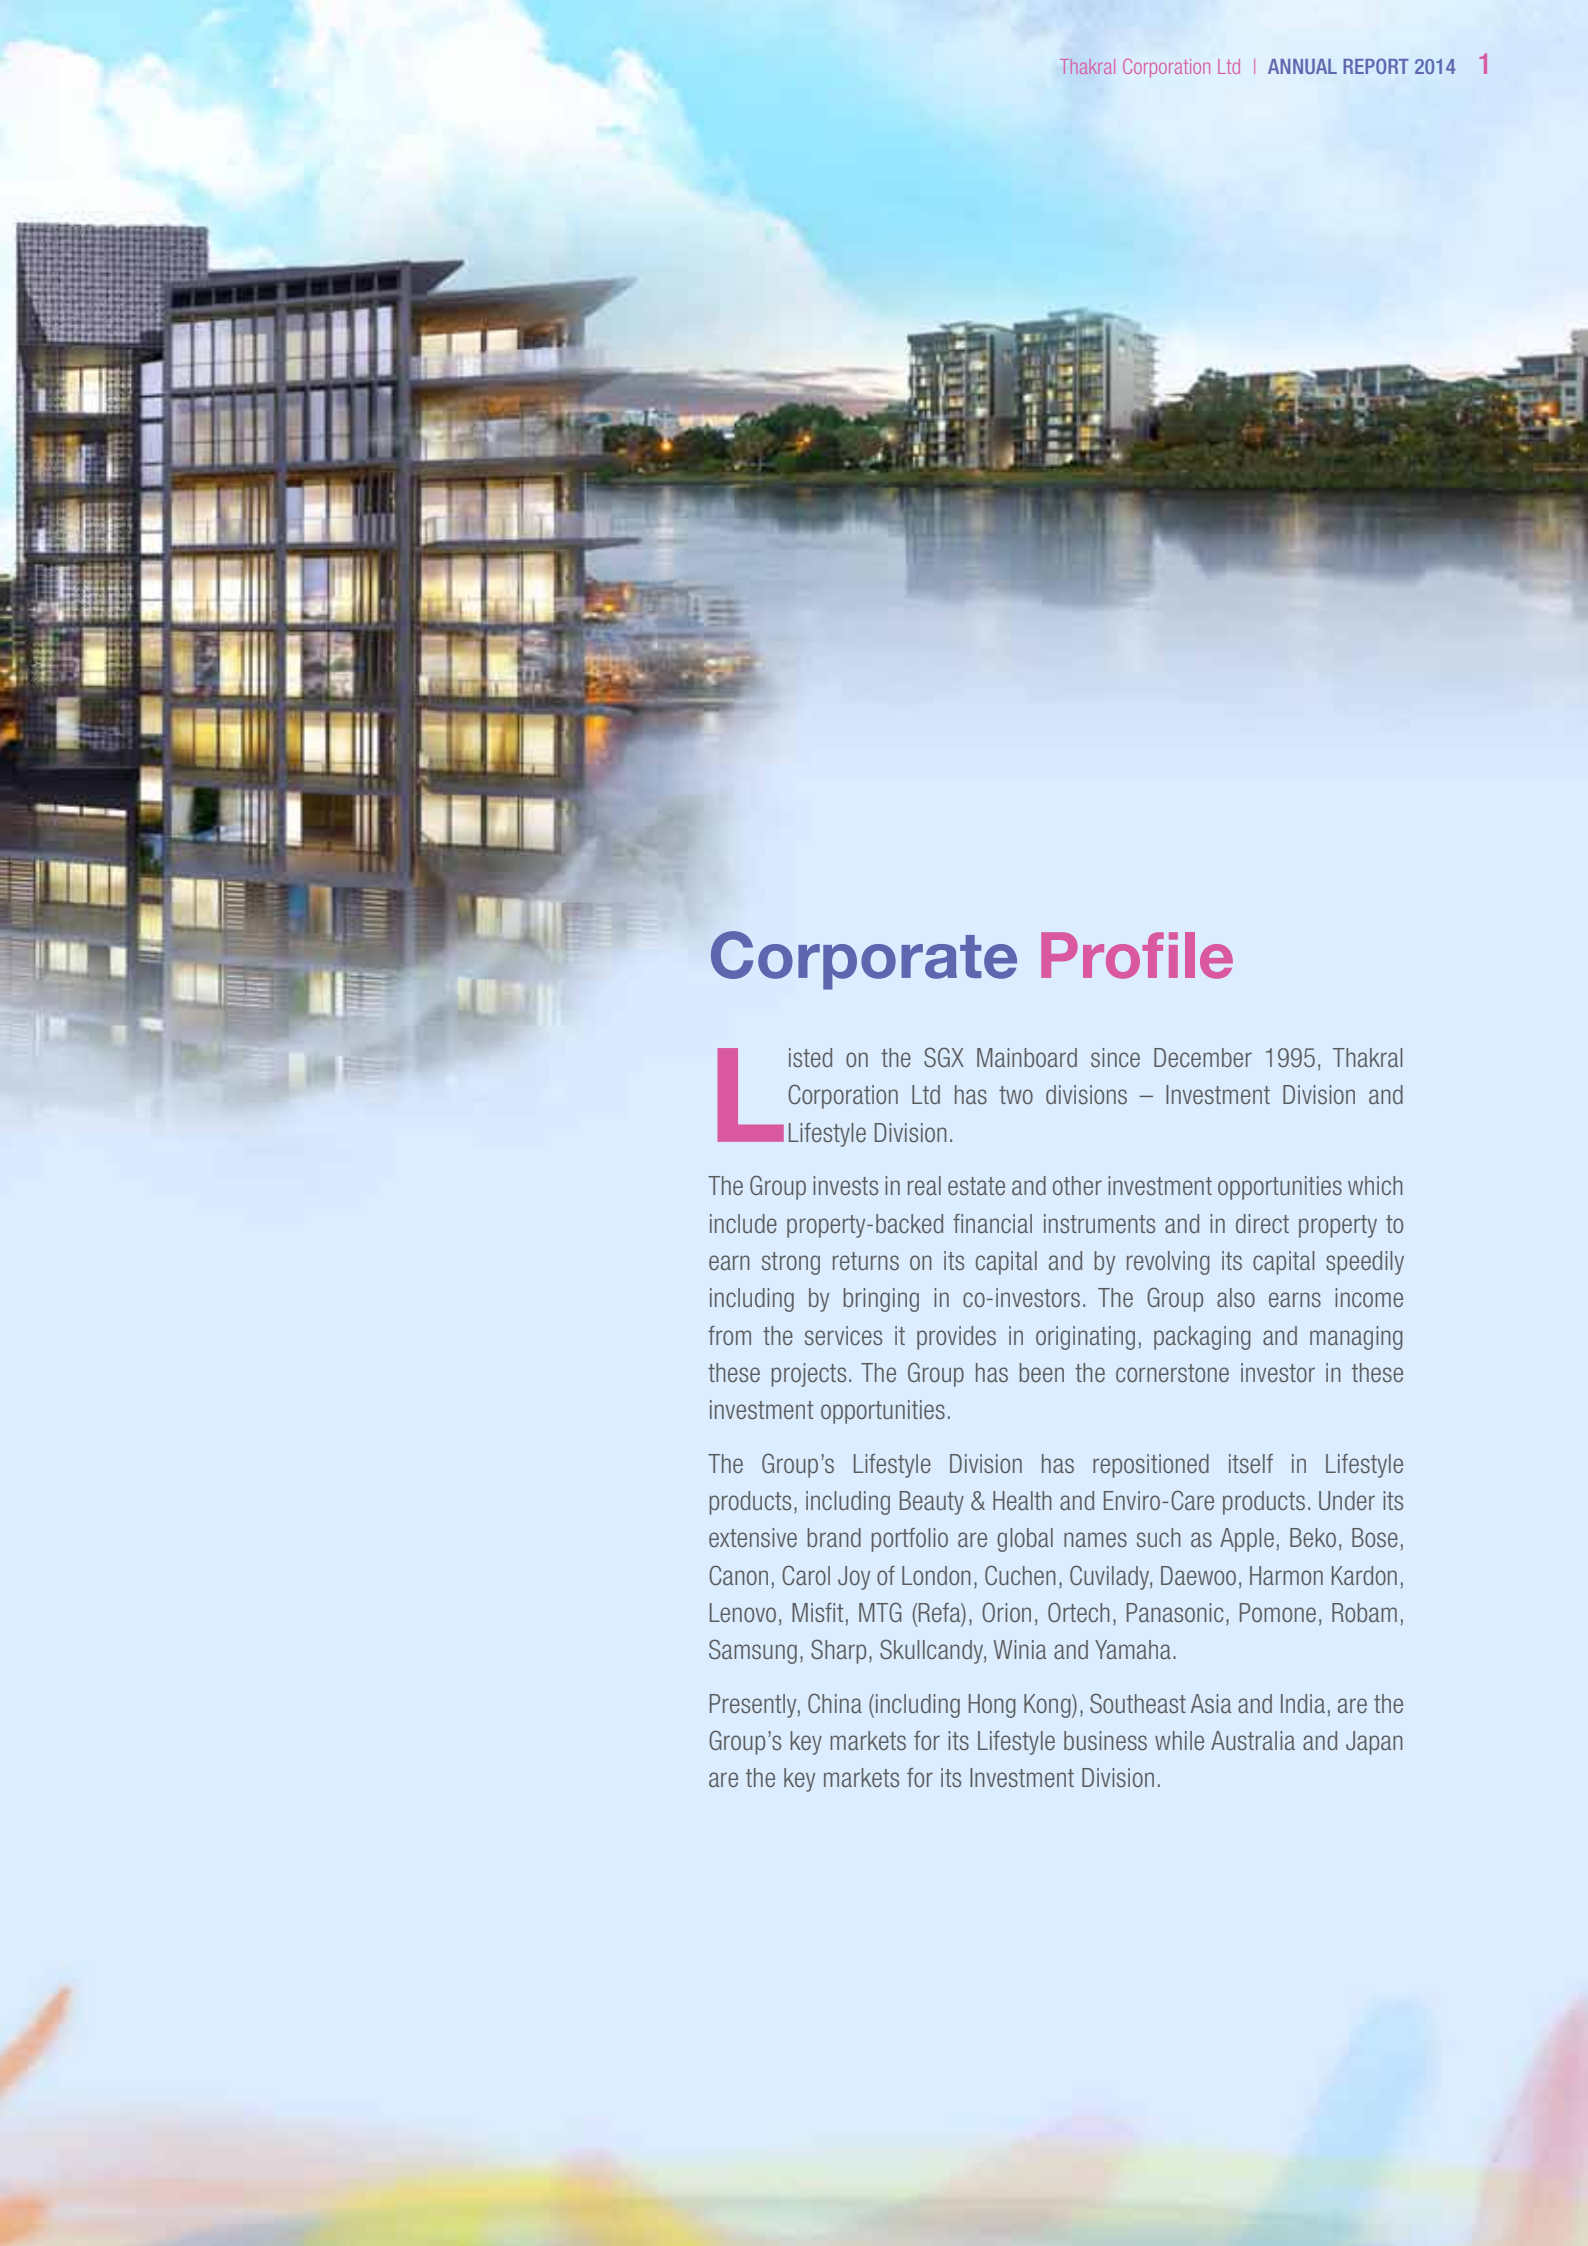 Thakral Corporation Ltd | ANNUAL REPORT 2014 1
Corporate Profile
Listed on the SGX Mainboard since December 1995, Thakral
Corporation Ltd has two divisions – Investment Division and
Lifestyle Division.
The Group invests in real estate and other investment opportunities which
include property-backed financial instruments and in direct property to
earn strong returns on its capital and by revolving its capital speedily
including by bringing in co-investors. The Group also earns income
from the services it provides in originating, packaging and managing
these projects. The Group has been the cornerstone investor in these
investment opportunities.
The Group’s Lifestyle Division has repositioned itself in Lifestyle
products, including Beauty & Health and Enviro-Care products. Under its
extensive brand portfolio are global names such as Apple, Beko, Bose,
Canon, Carol Joy of London, Cuchen, Cuvilady, Daewoo, Harmon Kardon,
Lenovo, Misfit, MTG (Refa), Orion, Ortech, Panasonic, Pomone, Robam,
Samsung, Sharp, Skullcandy, Winia and Yamaha.
Presently, China (including Hong Kong), Southeast Asia and India, are the
Group’s key markets for its Lifestyle business while Australia and Japan
are the key markets for its Investment Division.